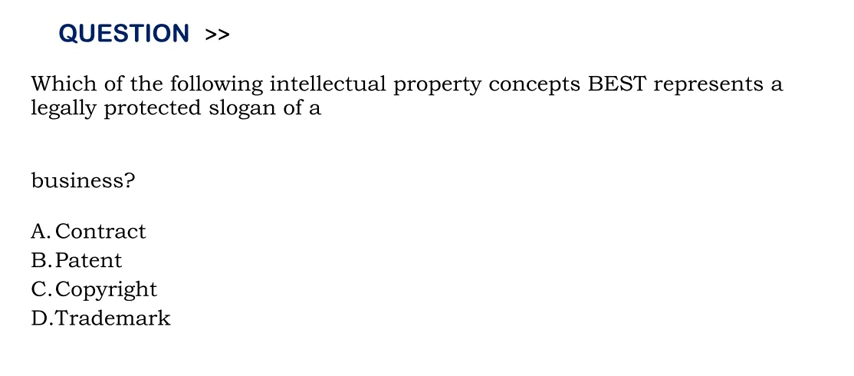 QUESTION >>
Which of the following intellectual property concepts BEST represents a
legally protected slogan of a
business?
A. Contract
B.Patent
C.Copyright
D.Trademark